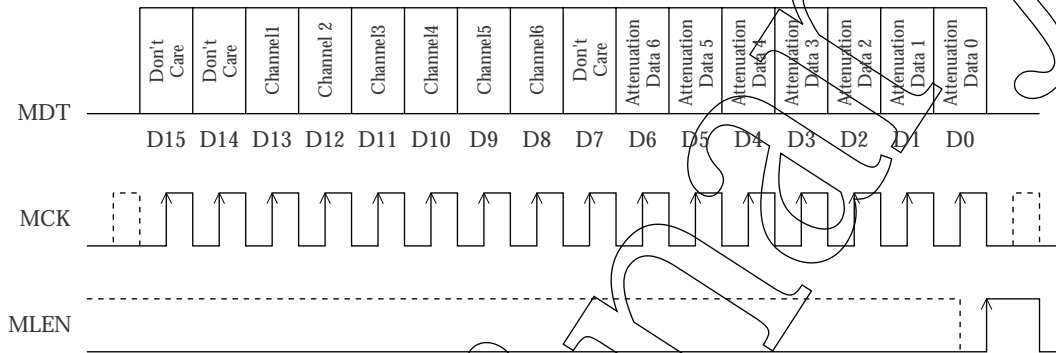 Don't Care
Don't Care
Channel1
Channel 2
Channel3
Channel4
Channel5
Channel6
Don't Care
Attenuation Data 6
Attenuation Data 5
Attenuation Data 4
Attenuation Data 3
Attenuation Data 2
Attenuation Data 1
Attenuation Data 0
MDT
D15 D14 D13 D12 D11 D10 D9 D8 D7 D6 D5 D4 D3 D2 D1 D0
MCK
MLEN